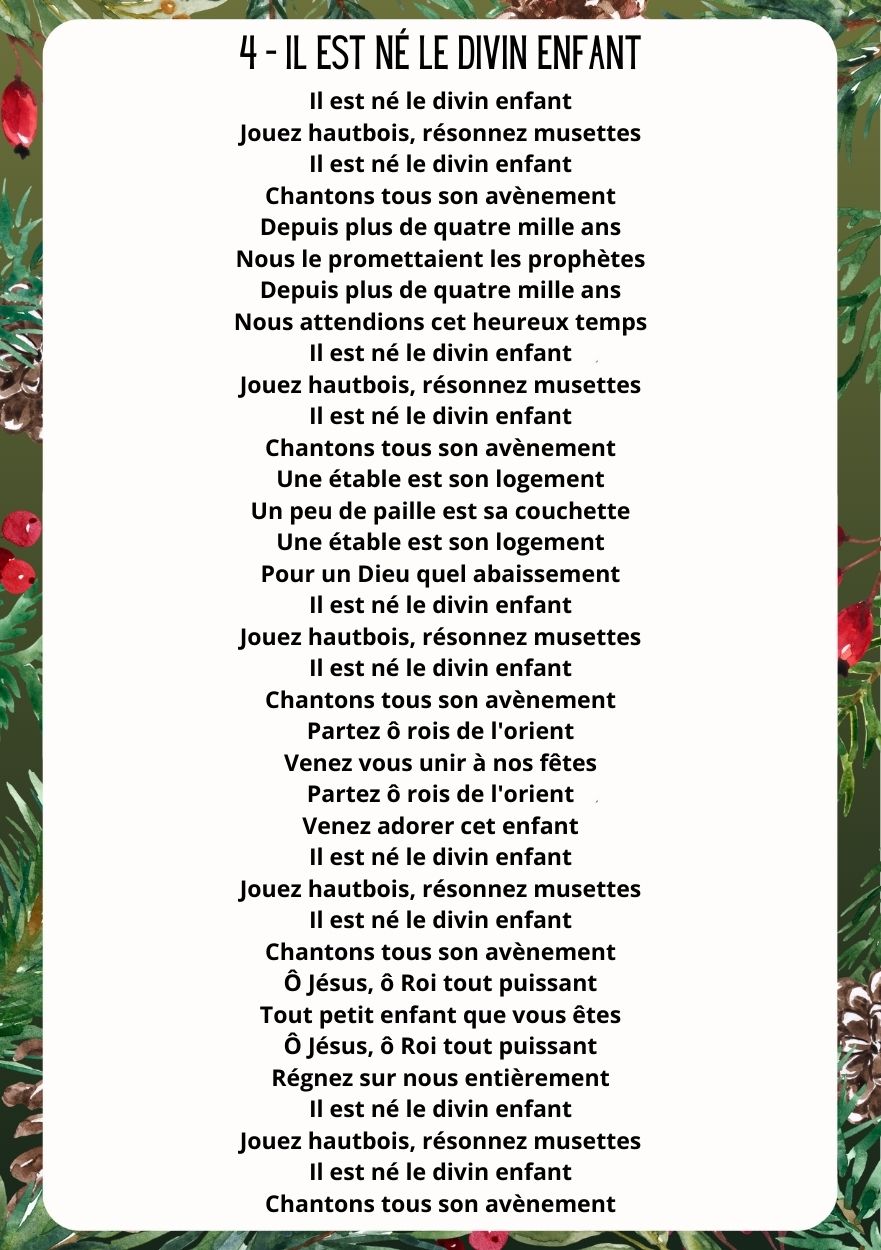 4 - IL EST NÉ LE DIVIN ENFANT
Il est né le divin enfant
Jouez hautbois, résonnez musettes
Il est né le divin enfant
Chantons tous son avènement
Depuis plus de quatre mille ans
Nous le promettaient les prophètes
Depuis plus de quatre mille ans
Nous attendions cet heureux temps
Il est né le divin enfant
Jouez hautbois, résonnez musettes
Il est né le divin enfant
Chantons tous son avènement
Une étable est son logement
Un peu de paille est sa couchette
Une étable est son logement
Pour un Dieu quel abaissement
Il est né le divin enfant
Jouez hautbois, résonnez musettes
Il est né le divin enfant
Chantons tous son avènement
Partez ô rois de l'orient
Venez vous unir à nos fêtes
Partez ô rois de l'orient
Venez adorer cet enfant
Il est né le divin enfant
Jouez hautbois, résonnez musettes
Il est né le divin enfant
Chantons tous son avènement
Ô Jésus, ô Roi tout puissant
Tout petit enfant que vous êtes
Ô Jésus, ô Roi tout puissant
Régnez sur nous entièrement
Il est né le divin enfant
Jouez hautbois, résonnez musettes
Il est né le divin enfant
Chantons tous son avènement